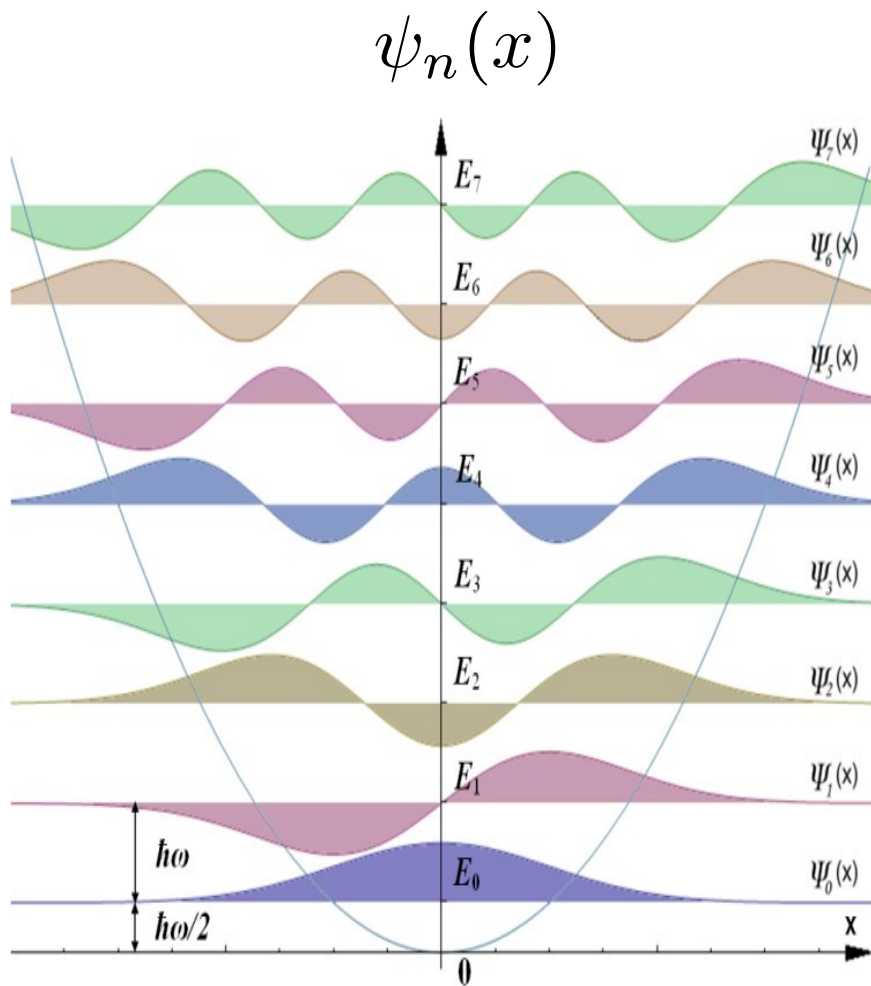 ψₙ(x)
Ψ₇(x)
E₇
Ψ₆(x)
E₆
Ψ₅(x)
E₅
Ψ₄(x)
E₄
Ψ₃(x)
E₃
Ψ₂(x)
E₂
Ψ₁(x)
E₁
ħω
Ψ₀(x)
E₀
ħω/2
x
0